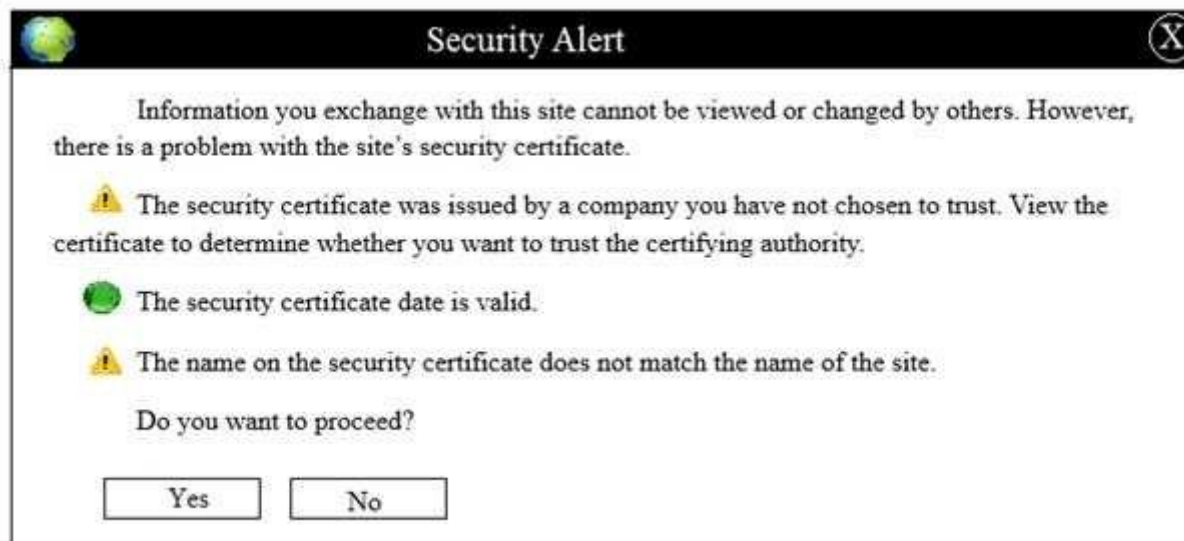 Security Alert
X
Information you exchange with this site cannot be viewed or changed by others. However,
there is a problem with the site's security certificate.
The security certificate was issued by a company you have not chosen to trust. View the
certificate to determine whether you want to trust the certifying authority.
The security certificate date is valid.
The name on the security certificate does not match the name of the site.
Do you want to proceed?
Yes No